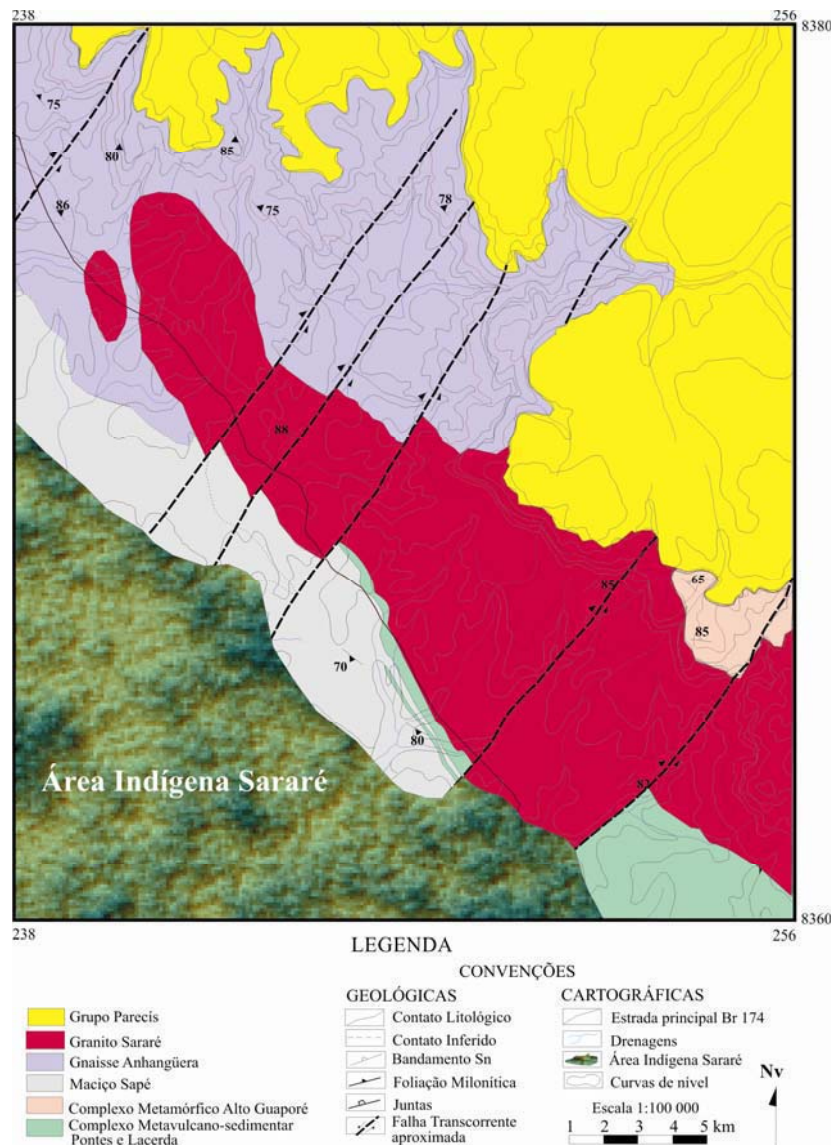 238 256
8380
75
80
85
86
75
78
88
85
65
85
70
80
82
Área Indígena Sararé
8360
238 256
LEGENDA
CONVENÇÕES
GEOLÓGICAS
CARTOGRÁFICAS
Grupo Parecis
Granito Sararé
Gnaisse Anhangüera
Maciço Sapé
Complexo Metamórfico Alto Guaporé
Complexo Metavulcano-sedimentar
Pontes e Lacerda
Contato Litológico
Contato Inferido
Bandamento Sn
Foliação Milonítica
Juntas
Falha Transcorrente
aproximada
Estrada principal Br 174
Drenagens
Área Indígena Sararé
Curvas de nível
Escala 1:100 000
1 2 3 4 5 km
Nv